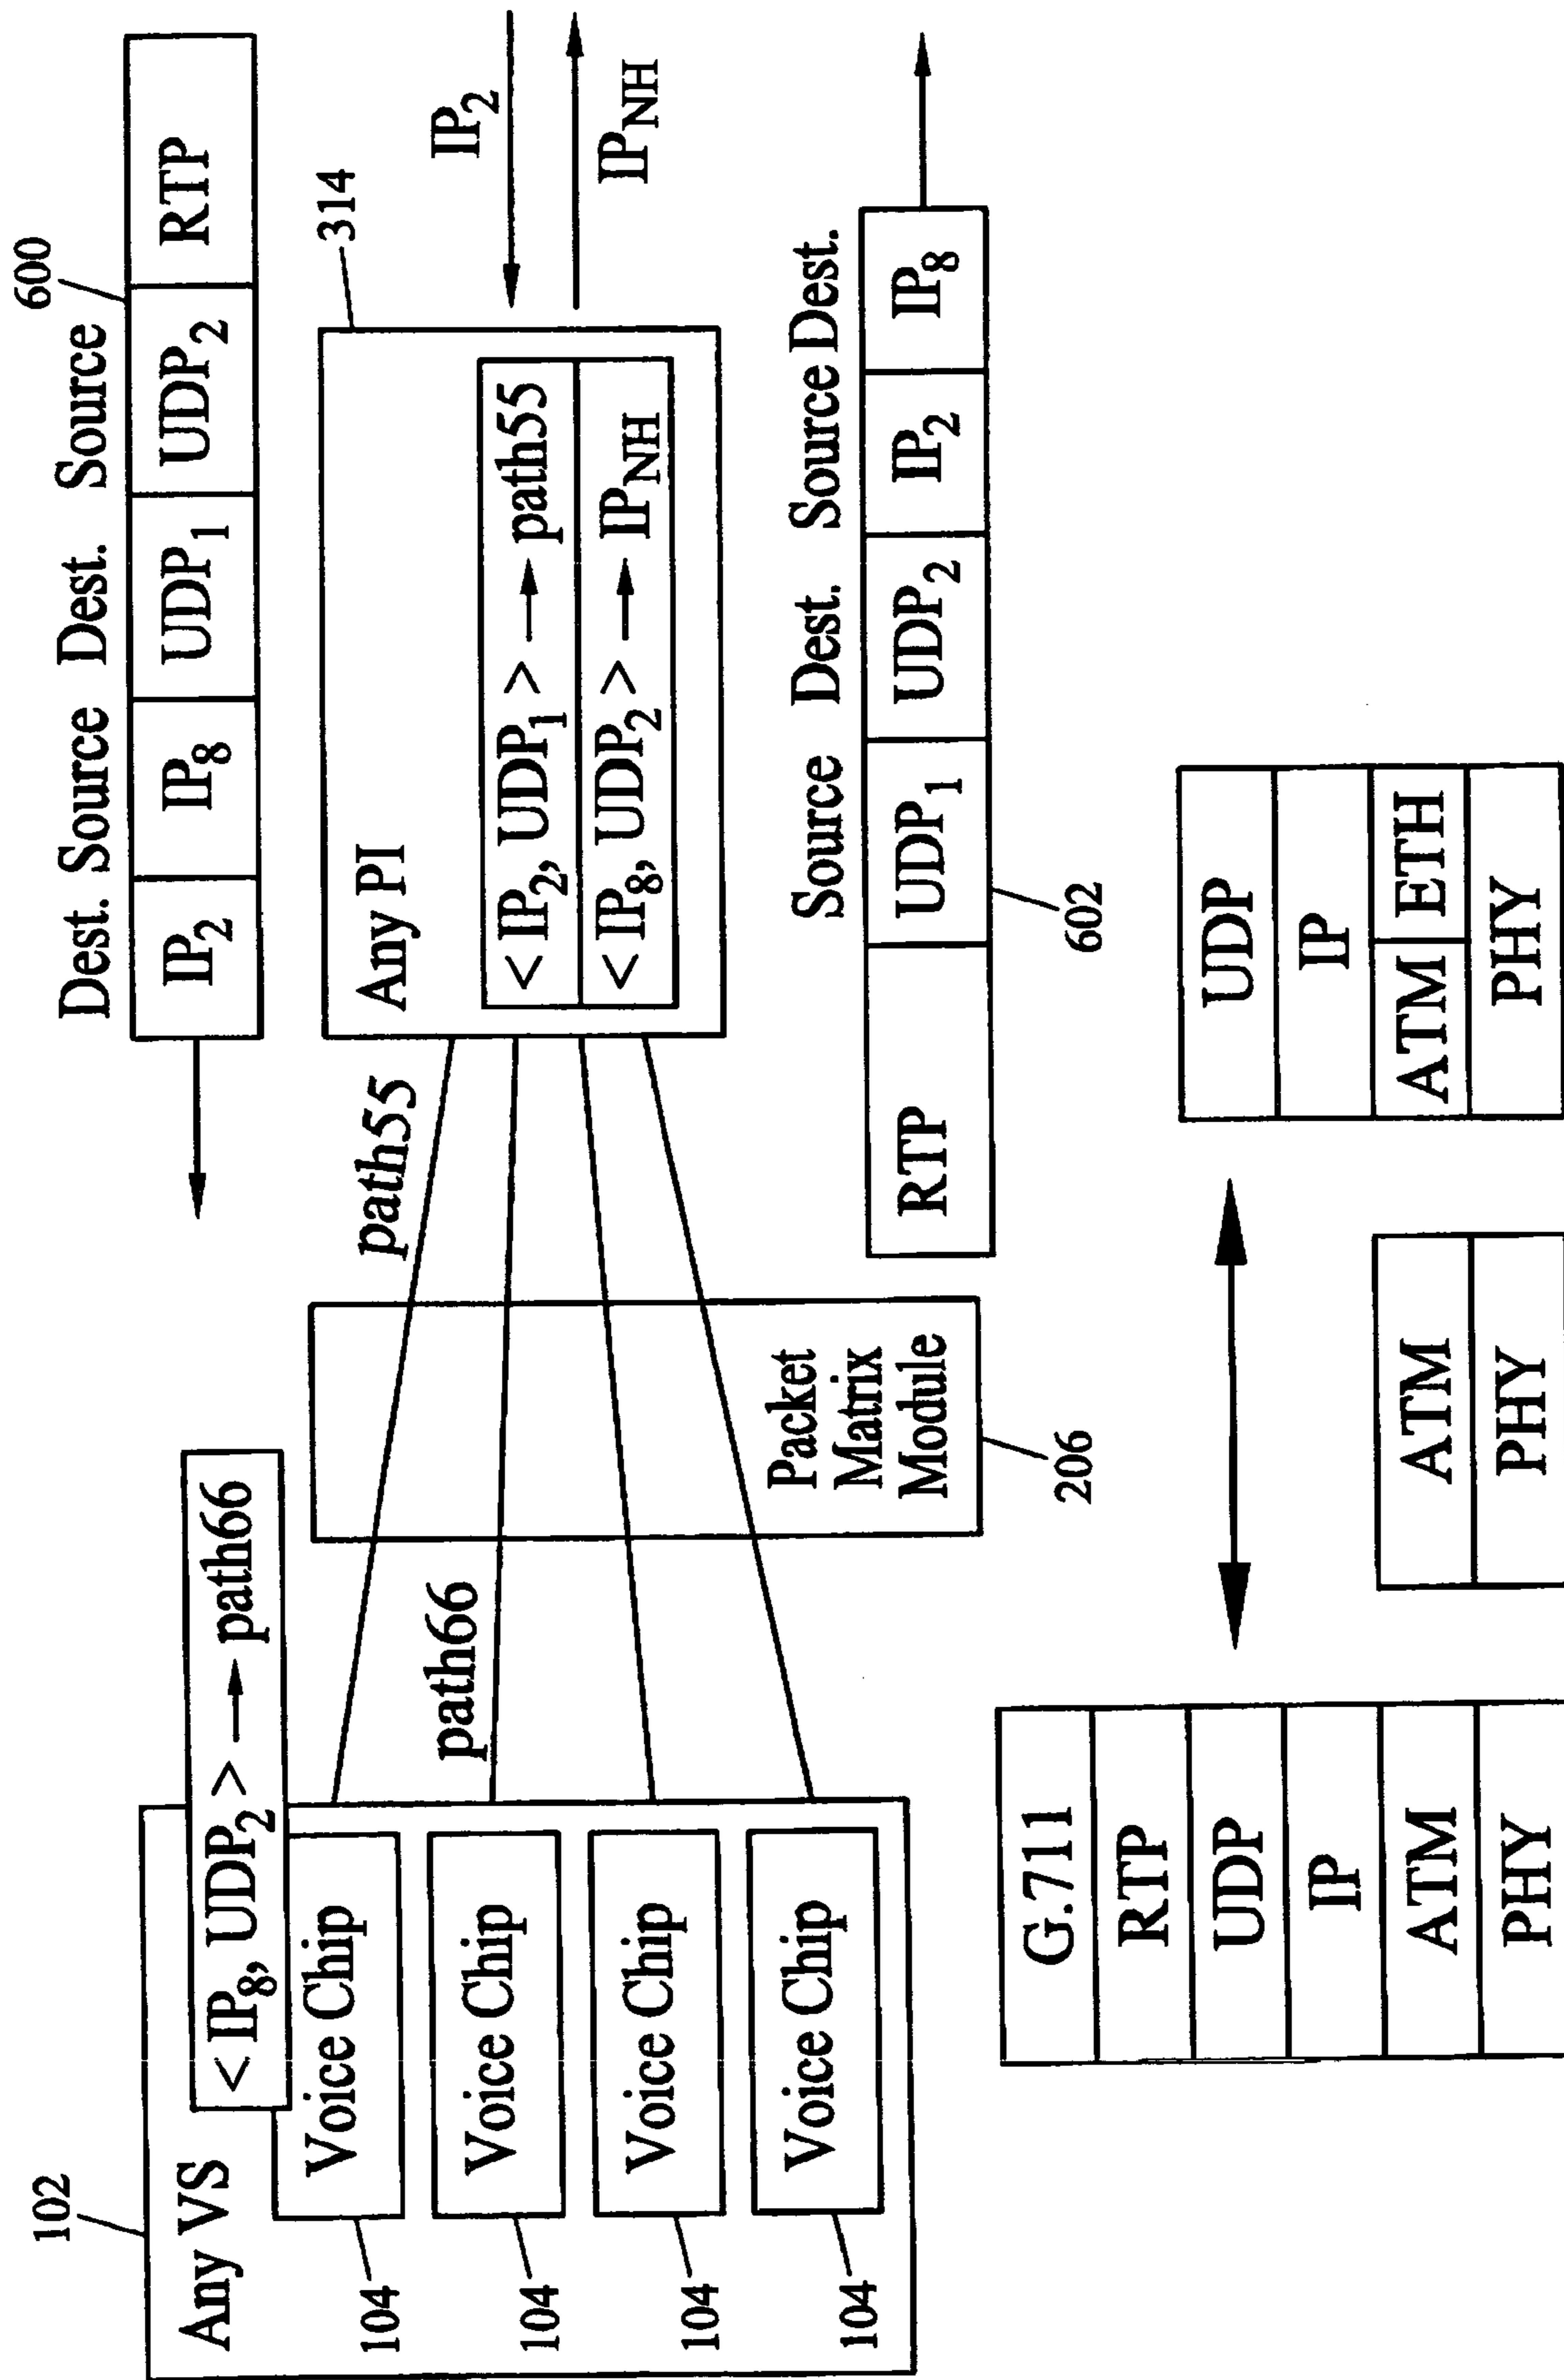 102
Any VS
< IP₈, UDP₂ > → path66
Voice Chip
Voice Chip
Voice Chip
Voice Chip
104
104
104
104
path66
path55
Packet
Matrix
Module
206
Dest. Source Dest. Source
600
IP₂ IP₈ UDP₁ UDP₂ RTP
314
Any PI
< IP₂, UDP₁ > → path55
< IP₈, UDP₂ > → IP_NH
IP₂
IP_NH
Source Dest. Source Dest.
RTP UDP₁ UDP₂ IP₂ IP₈
602
G.711
RTP
UDP
IP
ATM
PHY
ATM
PHY
UDP
IP
ATM ETH
PHY